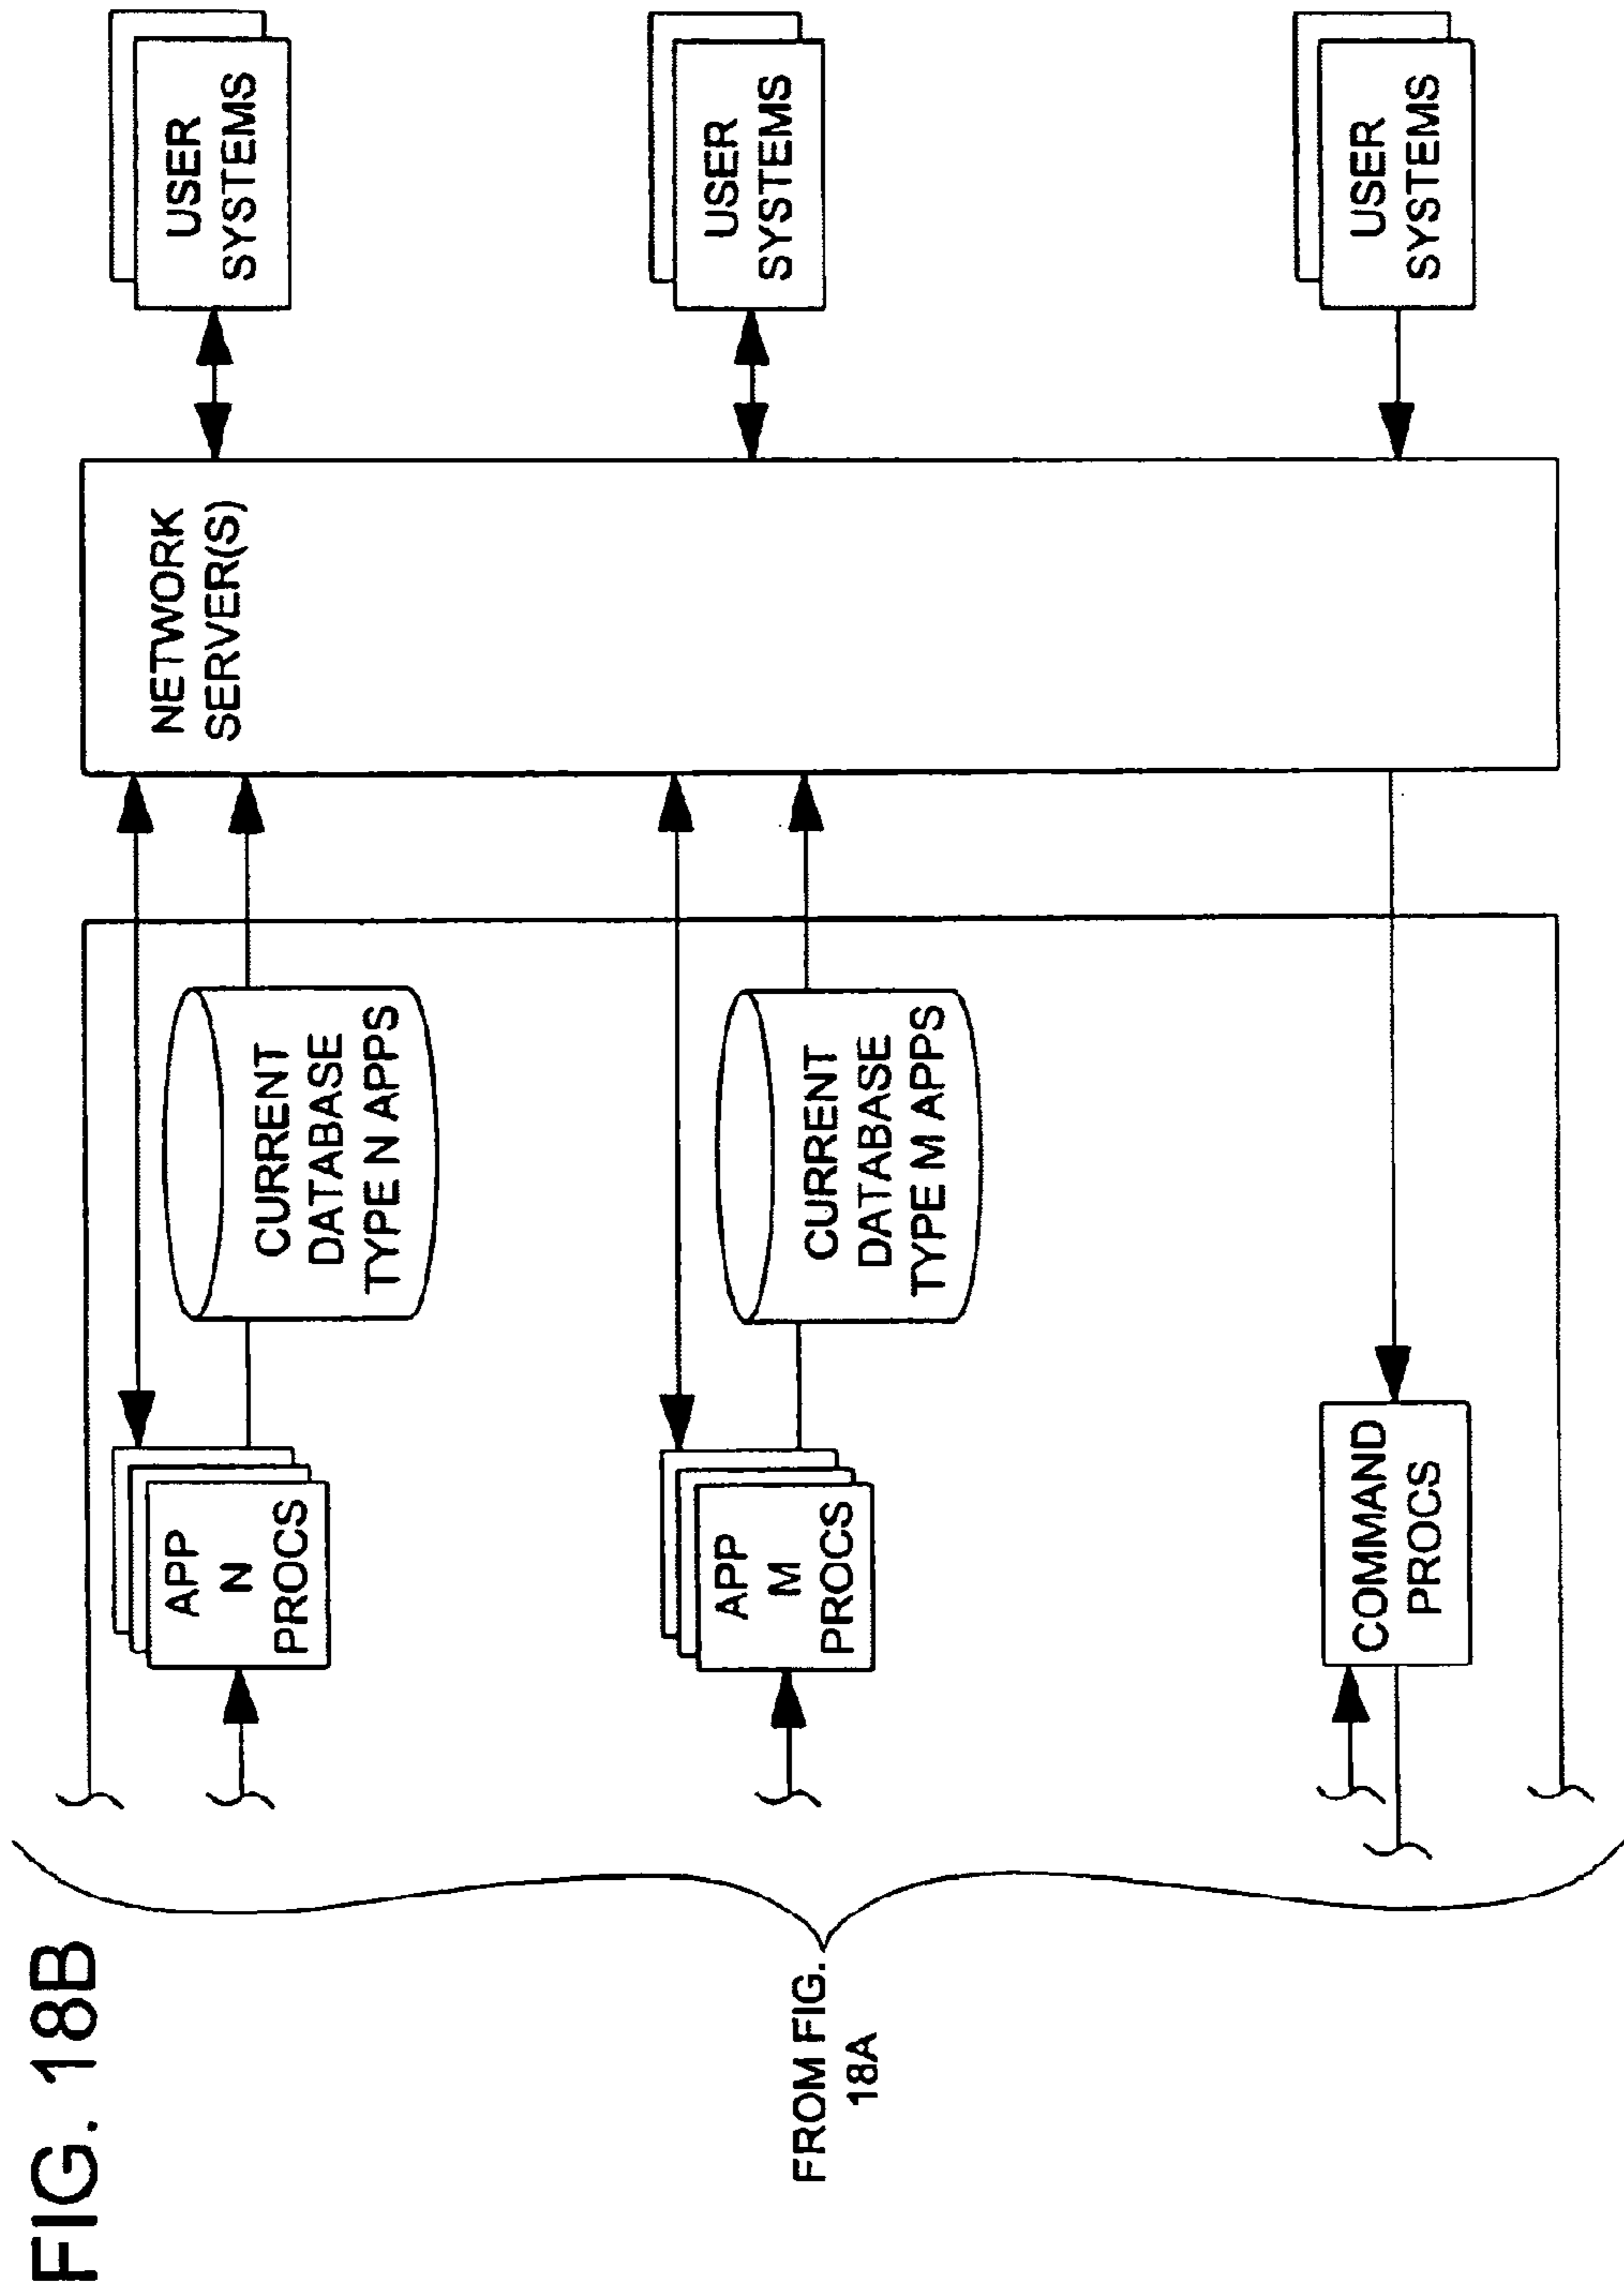 FIG. 18B
FROM FIG.
18A
APP
N
PROCS
CURRENT
DATABASE
TYPE N APPS
APP
M
PROCS
CURRENT
DATABASE
TYPE M APPS
COMMAND
PROCS
NETWORK
SERVER(S)
USER
SYSTEMS
USER
SYSTEMS
USER
SYSTEMS